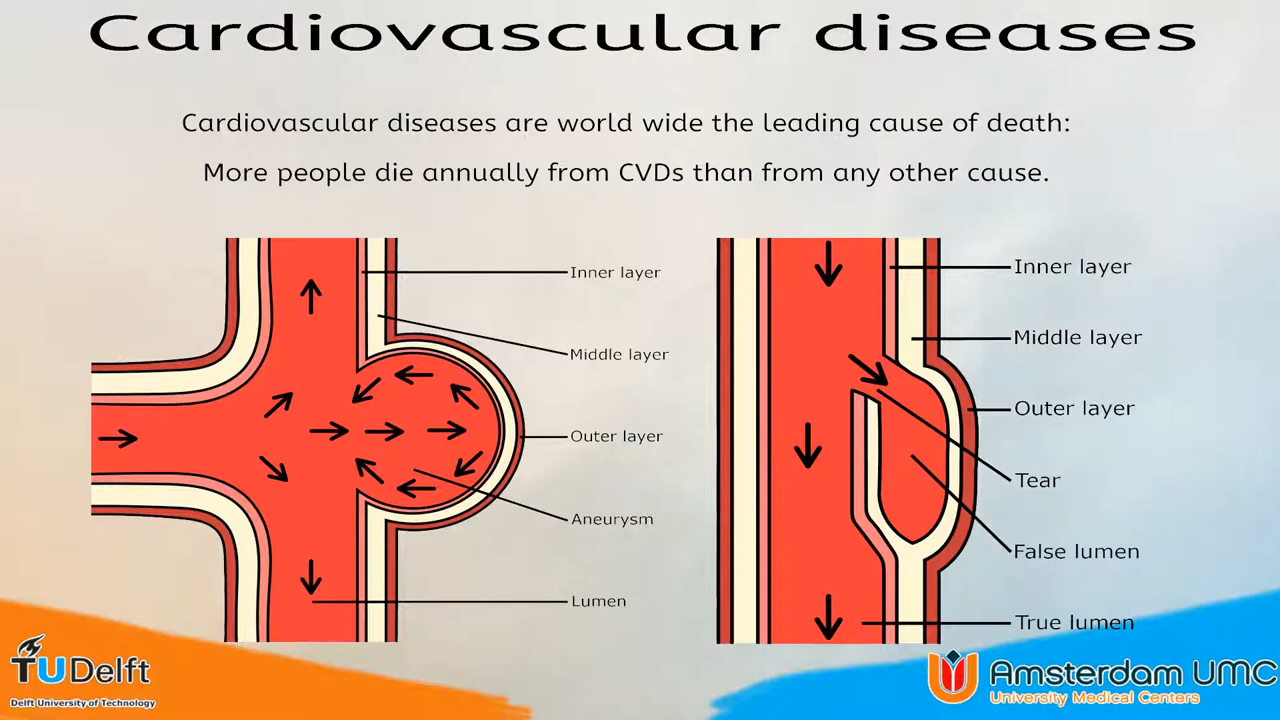 Cardiovascular diseases
Cardiovascular diseases are world wide the leading cause of death:
More people die annually from CVDs than from any other cause.
Inner layer
Middle layer
Outer layer
Aneurysm
Lumen
Inner layer
Middle layer
Outer layer
Tear
False lumen
True lumen
TU Delft
Delft University of Technology
Amsterdam UMC
University Medical Centers